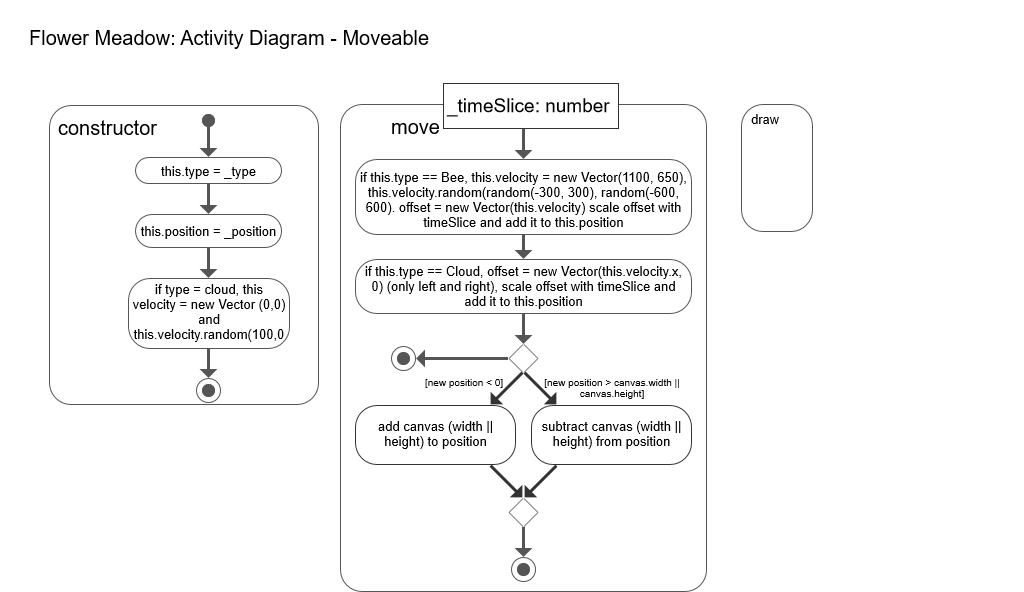 Flower Meadow: Activity Diagram - Moveable
constructor
this.type = _type
this.position = _position
if type = cloud, this
velocity = new Vector (0,0)
and
this.velocity.random(100,0
_timeSlice: number
move
if this.type == Bee, this.velocity = new Vector(1100, 650),
this.velocity.random(random(-300, 300), random(-600,
600). offset = new Vector(this.velocity) scale offset with
timeSlice and add it to this.position
if this.type == Cloud, offset = new Vector(this.velocity.x,
0) (only left and right), scale offset with timeSlice and
add it to this.position
[new position < 0]
[new position > canvas.width ||
canvas.height]
add canvas (width ||
height) to position
subtract canvas (width ||
height) from position
draw